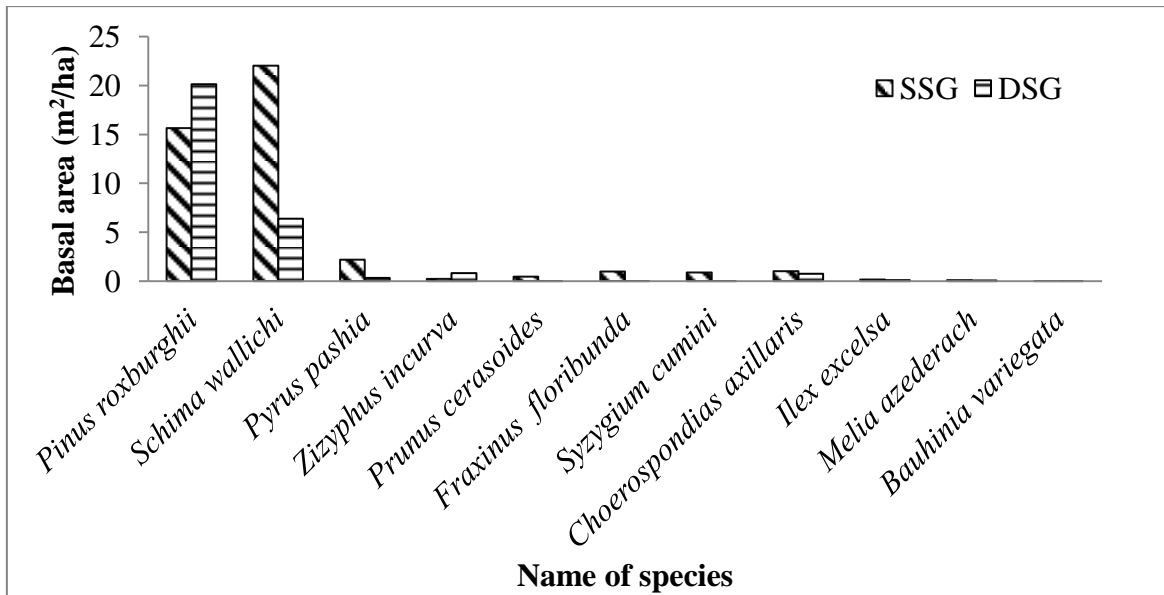 25
20
15
10
5
0
Basal area (m²/ha)
SSG DSG
Pinus roxburghii
Schima wallichi
Pyrus pashia
Zizyphus incurva
Prunus cerasoides
Fraxinus floribunda
Syzygium cumini
Choerospondias axillaris
Ilex excelsa
Melia azederach
Bauhinia variegata
Name of species